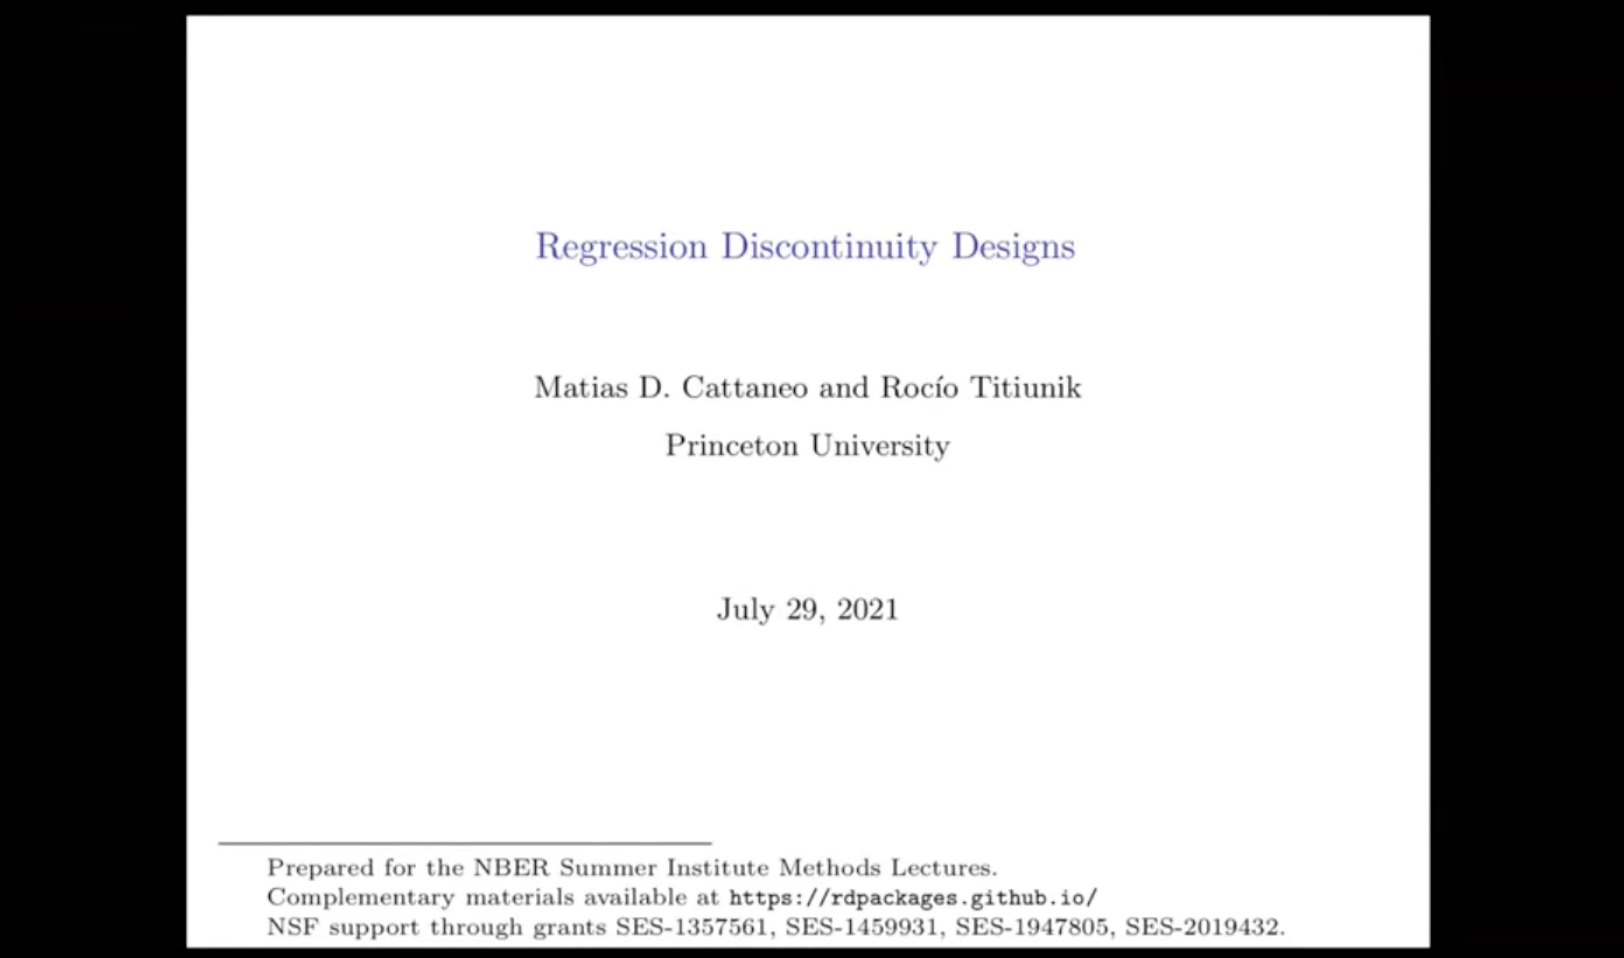 Regression Discontinuity Designs
Matias D. Cattaneo and Rocío Titiunik
Princeton University
July 29, 2021
Prepared for the NBER Summer Institute Methods Lectures.
Complementary materials available at https://rdpackages.github.io/
NSF support through grants SES-1357561, SES-1459931, SES-1947805, SES-2019432.